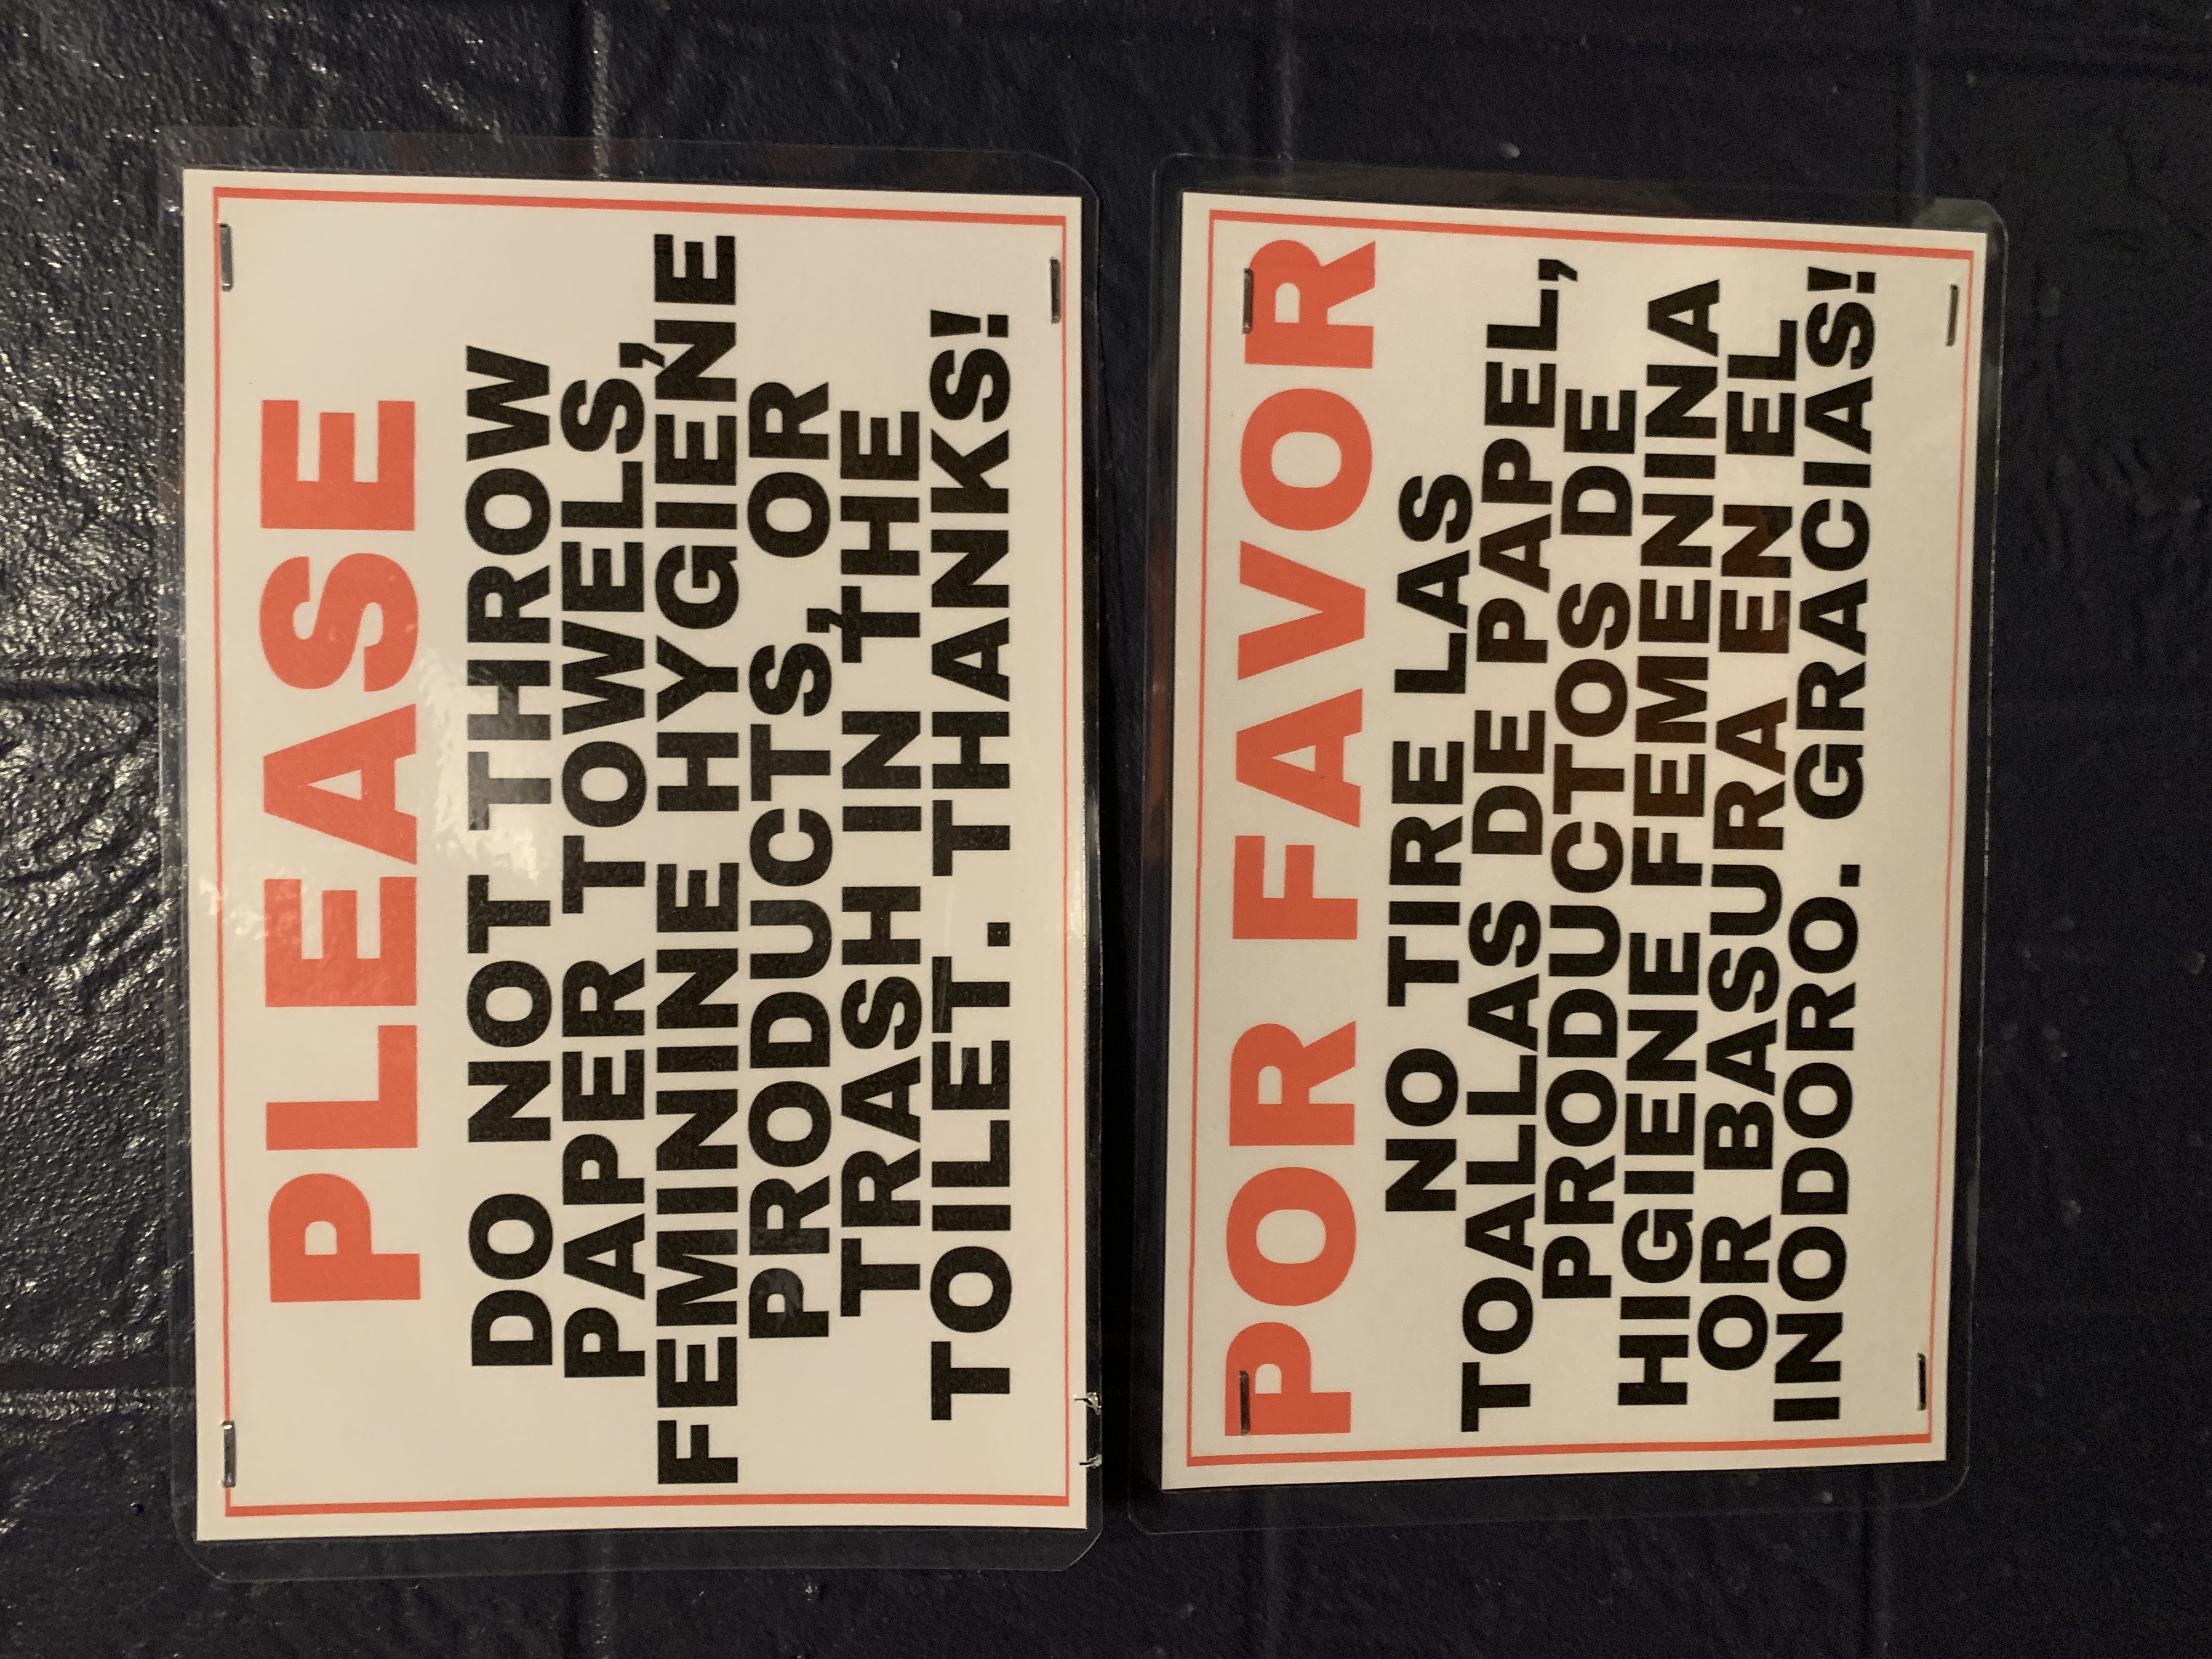 PLEASE
DO NOT THROW
PAPER TOWELS,
FEMININE HYGIENE
PRODUCTS, OR
TRASH IN THE
TOILET. THANKS!
POR FAVOR
NO TIRE LAS
TOALLAS DE PAPEL,
PRODUCTOS DE
HIGIENE FEMENINA
OR BASURA EN EL
INODORO. GRACIAS!